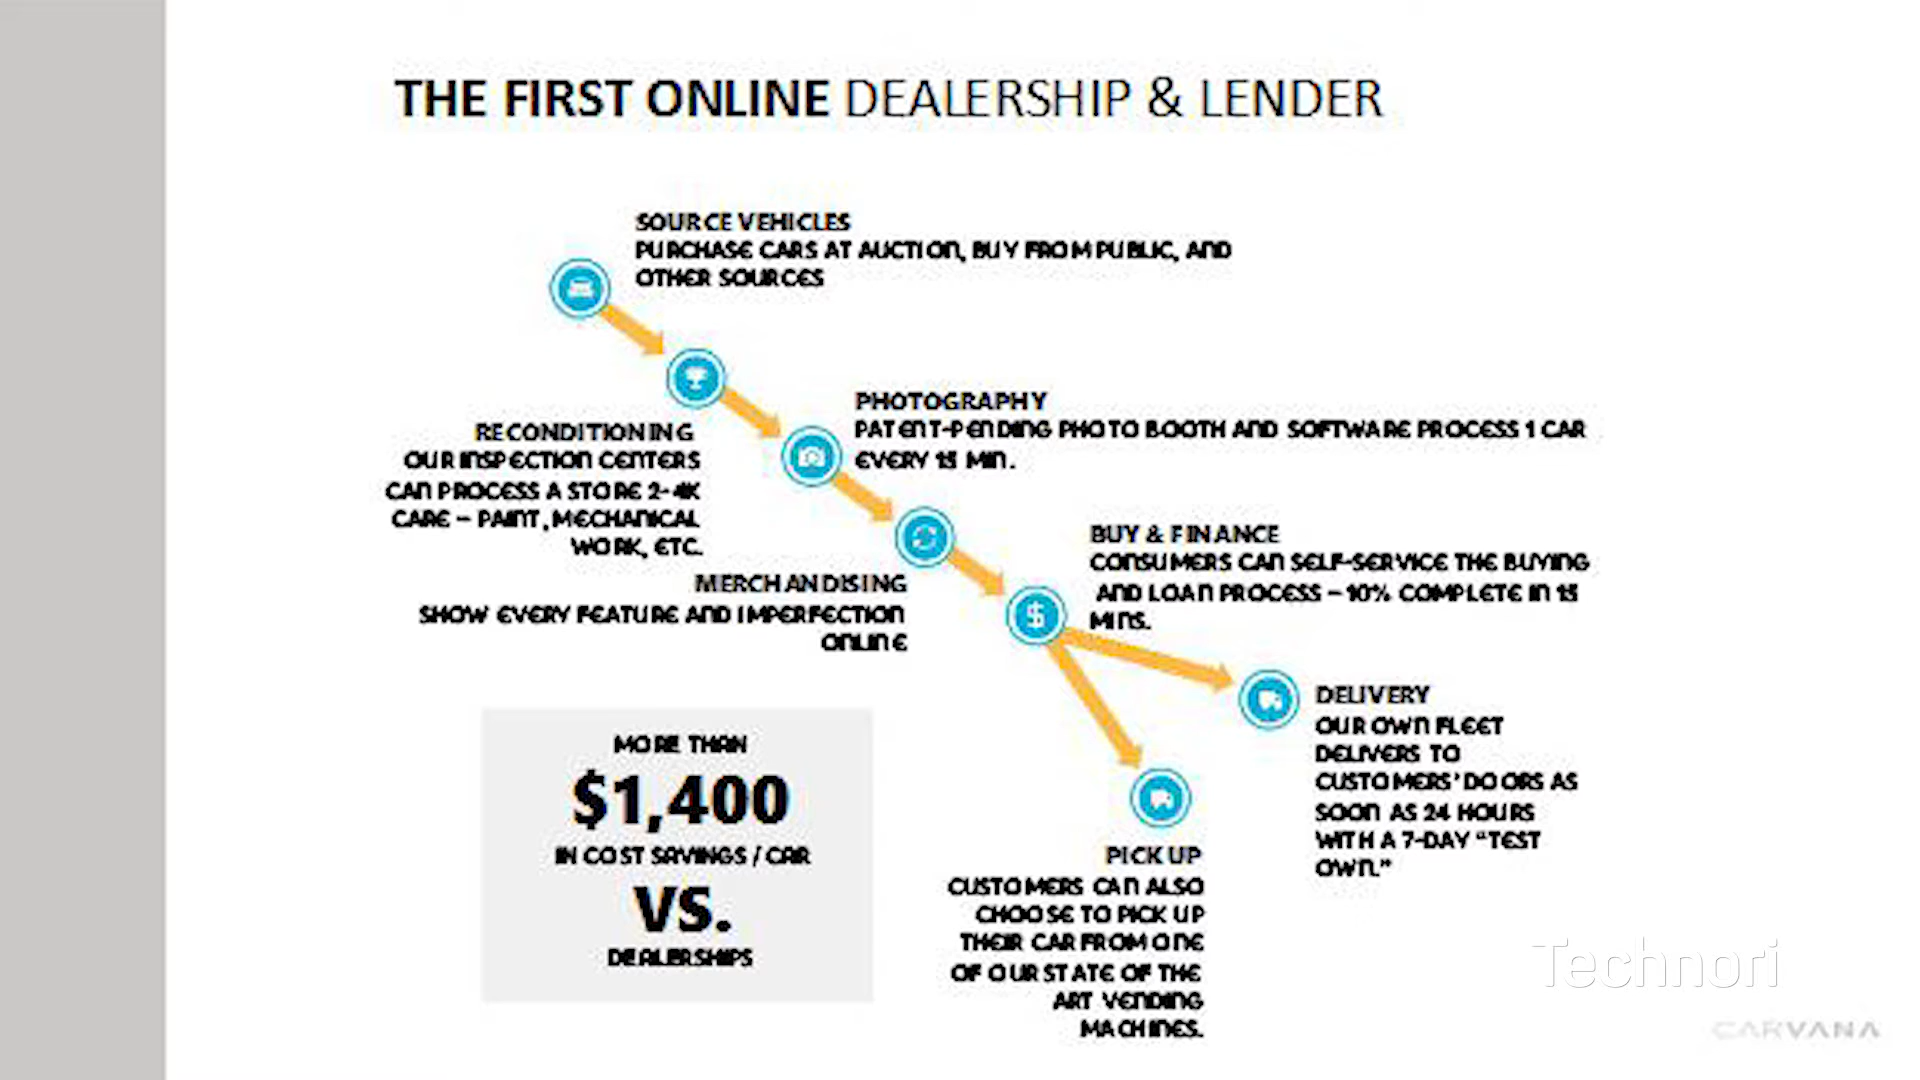 THE FIRST ONLINE DEALERSHIP & LENDER
SOURCE VEHICLES
PURCHASE CARS AT AUCTION, BUY FROM PUBLIC, AND
OTHER SOURCES
RECONDITIONING
OUR INSPECTION CENTERS
CAN PROCESS A STORE 2-4K
CARE – PAINT, MECHANICAL
WORK, ETC.
PHOTOGRAPHY
PATENT-PENDING PHOTO BOOTH AND SOFTWARE PROCESS 1 CAR
EVERY 15 MIN.
MERCHANDISING
SHOW EVERY FEATURE AND IMPERFECTION
ONLINE
BUY & FINANCE
CONSUMERS CAN SELF-SERVICE THE BUYING
AND LOAN PROCESS – 10% COMPLETE IN 15
MINS.
DELIVERY
OUR OWN FLEET
DELIVERS TO
CUSTOMERS' DOORS AS
SOON AS 24 HOURS
WITH A 7-DAY "TEST
OWN."
PICK UP
CUSTOMERS CAN ALSO
CHOOSE TO PICK UP
THEIR CAR FROM ONE
OF OUR STATE OF THE
ART VENDING
MACHINES.
MORE THAN
$1,400
IN COST SAVINGS / CAR
VS.
DEALERSHIPS
Technori
CARVANA